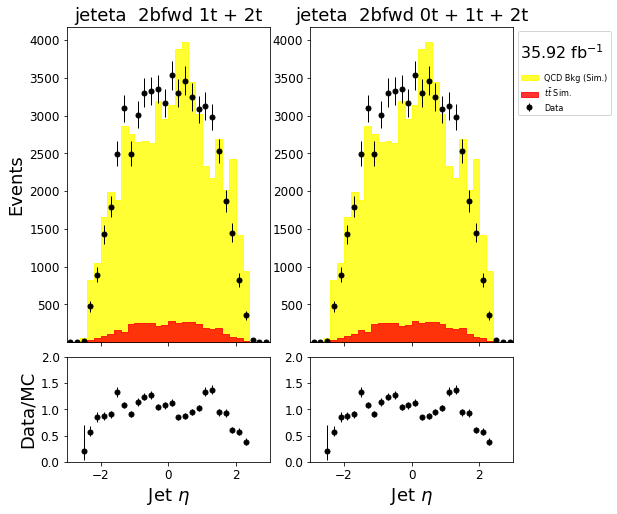 jeteta 2bfwd 1t + 2t
jeteta 2bfwd 0t + 1t + 2t
35.92 fb⁻¹
QCD Bkg (Sim.)
tt̄ Sim.
Data
Events
4000
3500
3000
2500
2000
1500
1000
500
4000
3500
3000
2500
2000
1500
1000
500
Data/MC
2.0
1.5
1.0
0.5
0.0
2.0
1.5
1.0
0.5
0.0
−2 0 2
−2 0 2
Jet η
Jet η